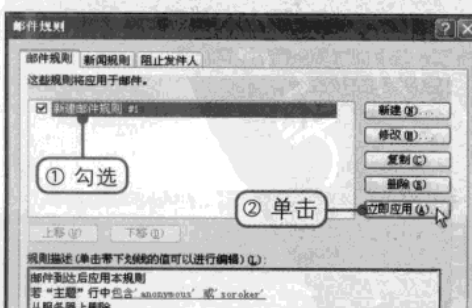 邮件规则
邮件规则 新闻规则 阻止发件人
这些规则将应用于邮件。
新建邮件规则 #1
新建(N)...
修改(M)...
① 勾选
复制(C)
删除(R)
② 单击
立即应用(A)...
上移(U) 下移(D)
规则描述(单击带下划线的值可以进行编辑)(L):
邮件到达后应用本规则
若“主题”行中包含'anonymous' 或'soroker'
从服务器上删除